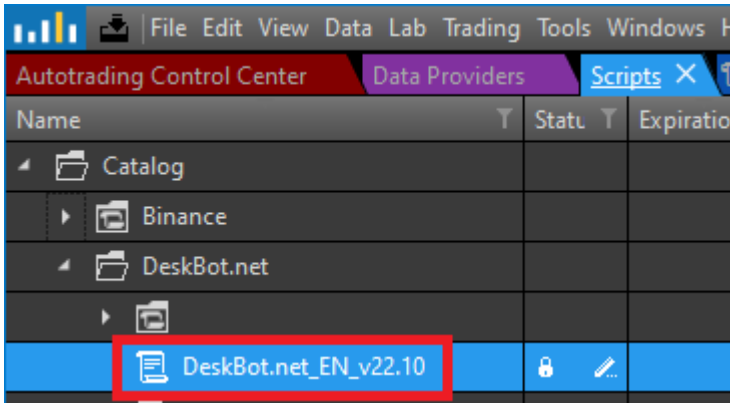 File Edit View Data Lab Trading Tools Windows
Autotrading Control Center Data Providers Scripts
Name Statu Expiratio
Catalog
Binance
DeskBot.net
DeskBot.net_EN_v22.10